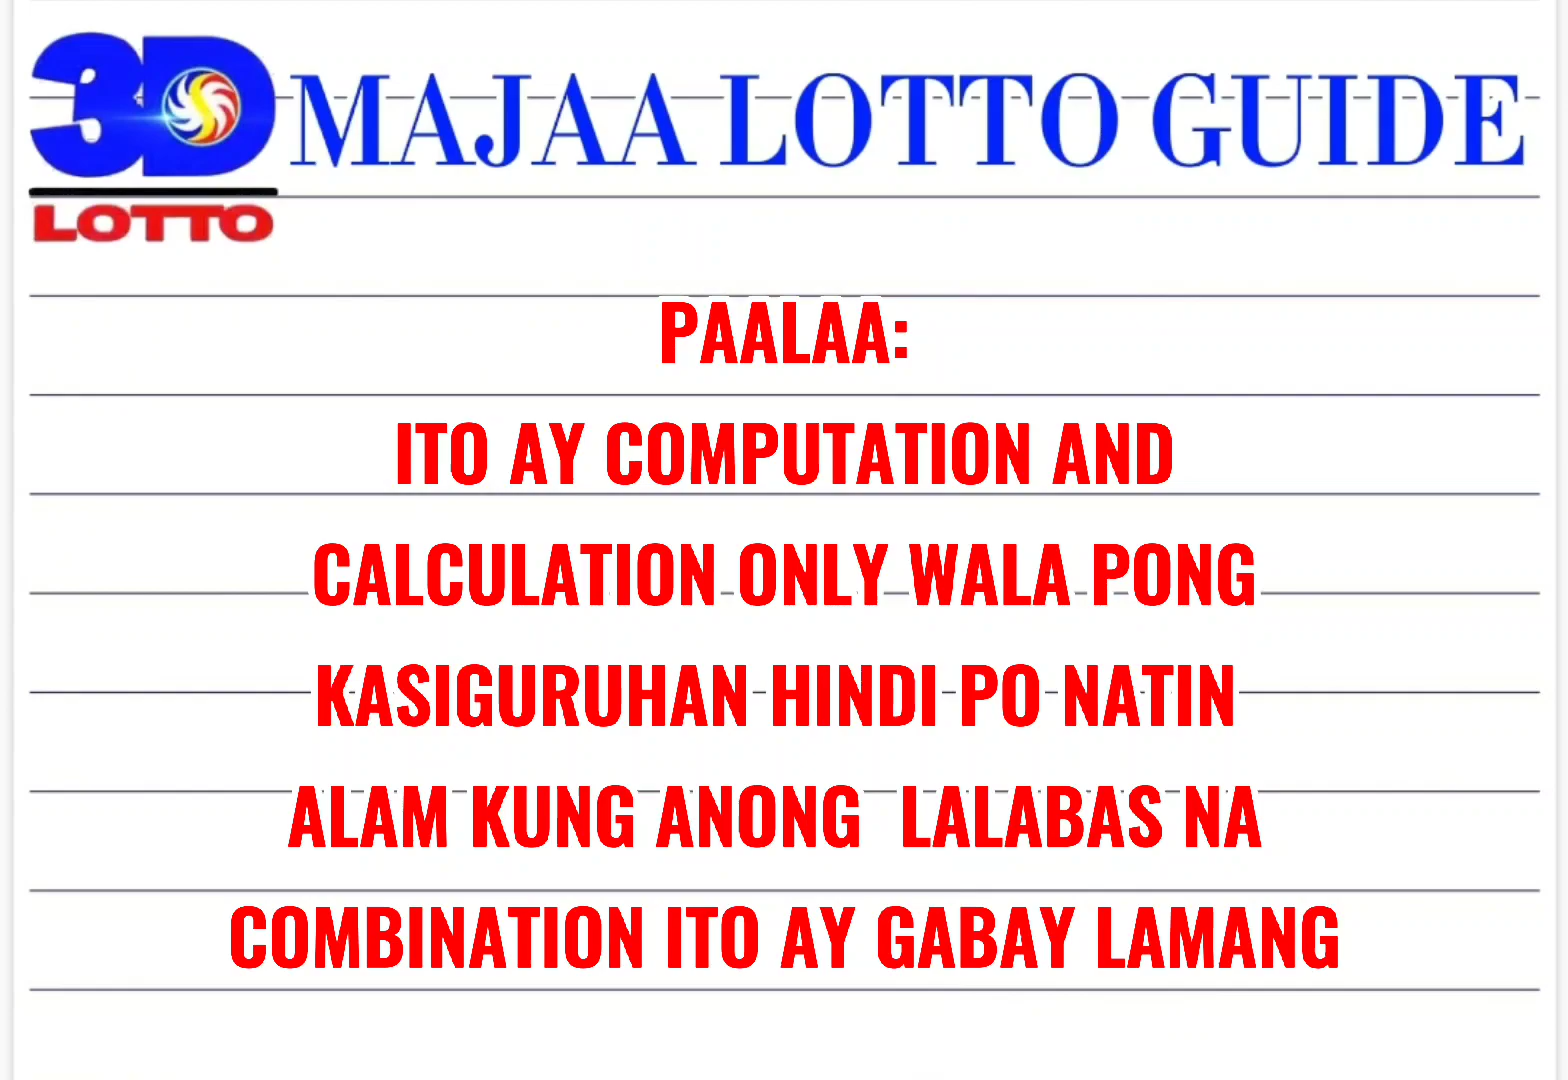 3D MAJAA LOTTO GUIDE
LOTTO
PAALAA:
ITO AY COMPUTATION AND
CALCULATION ONLY WALA PONG
KASIGURUHAN HINDI PO NATIN
ALAM KUNG ANONG LALABAS NA
COMBINATION ITO AY GABAY LAMANG